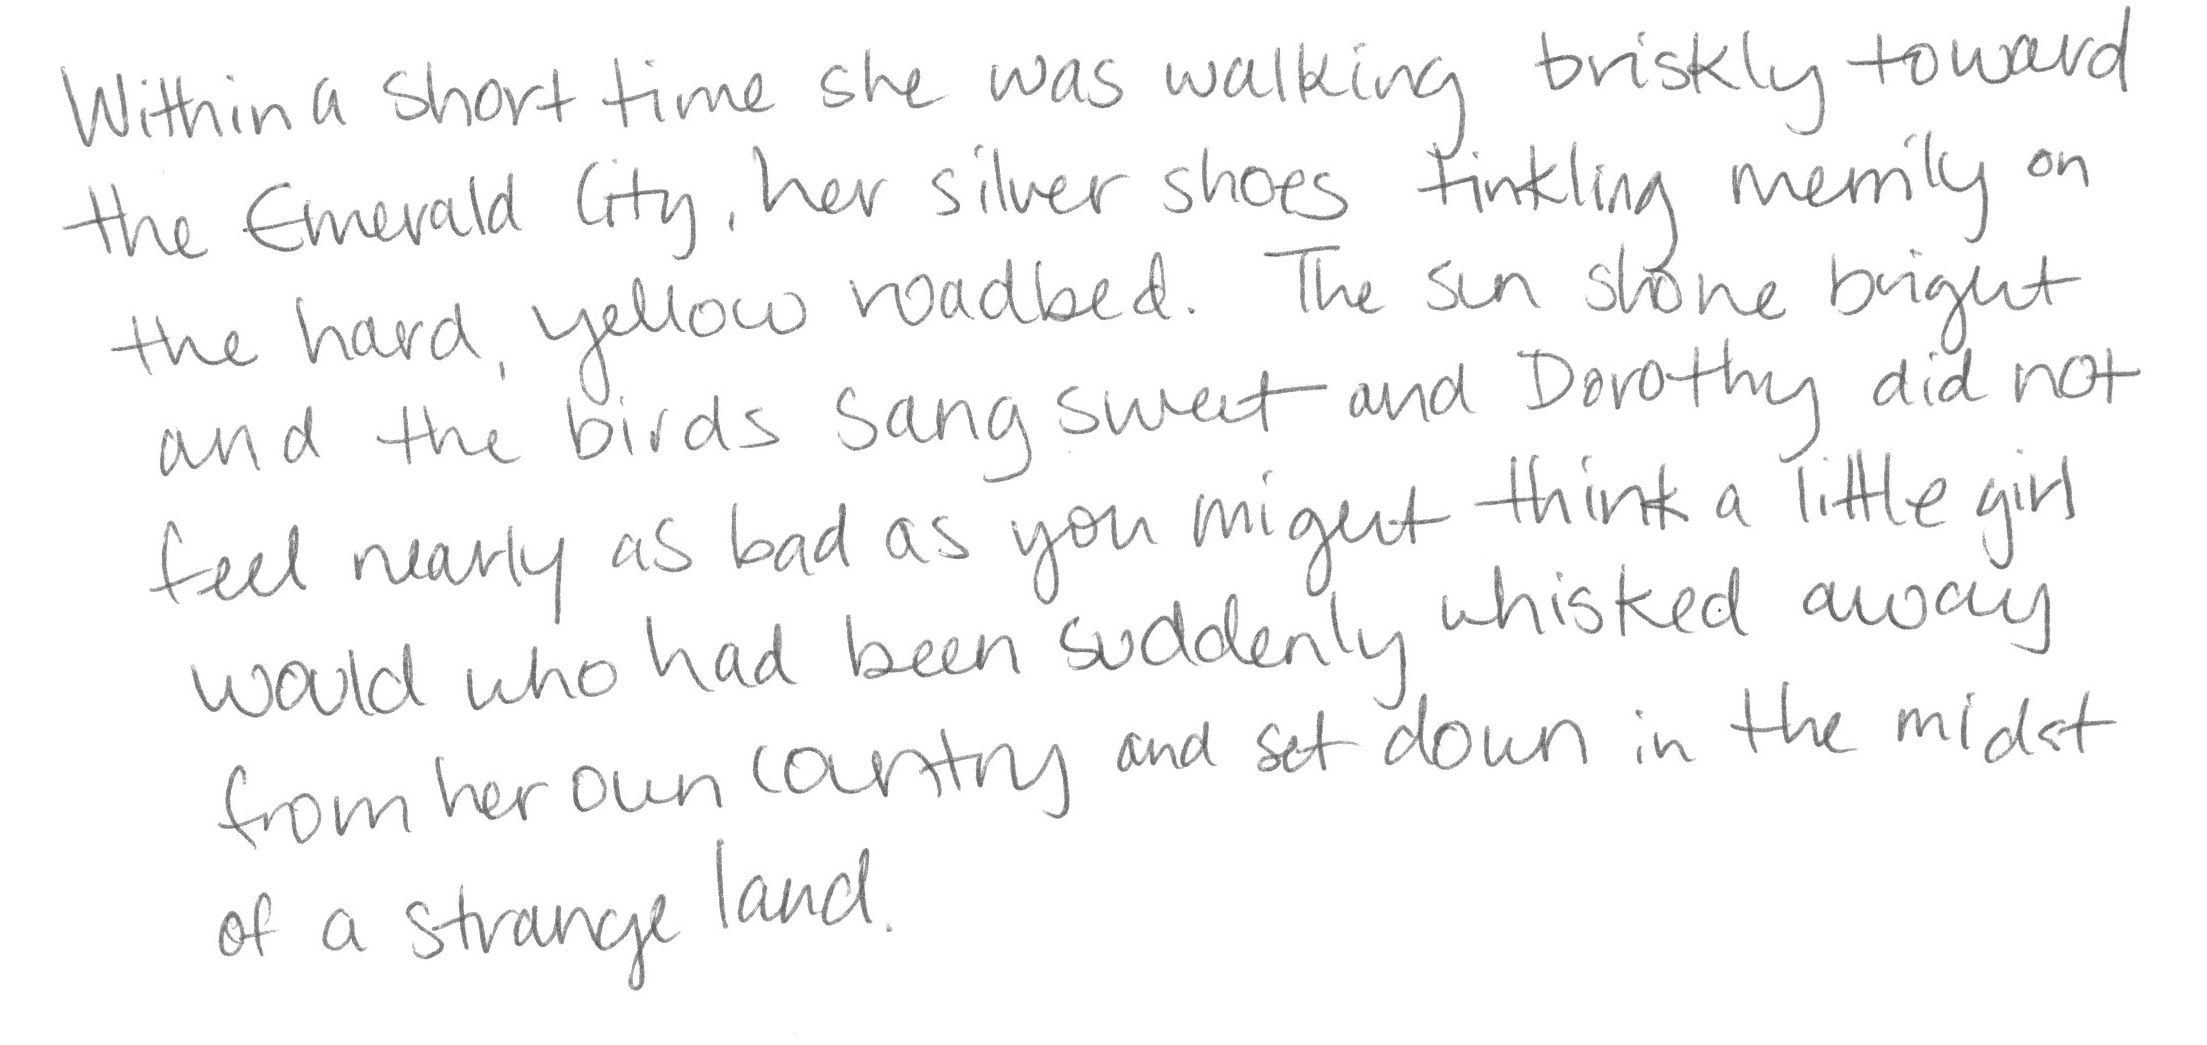 Within a short time she was walking briskly toward
the Emerald City, her silver shoes tinkling merrily on
the hard, yellow roadbed. The sun shone bright
and the birds sang sweet and Dorothy did not
feel nearly as bad as you might think a little girl
would who had been suddenly whisked away
from her own country and set down in the midst
of a strange land.